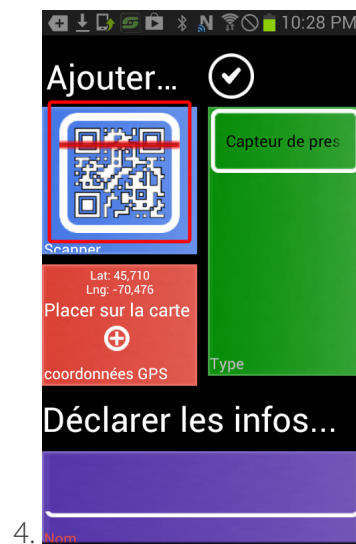 10:28 PM
Ajouter...
Capteur de pres
Scanner
Lat: 45,710
Lng: -70,476
Placer sur la carte
coordonnées GPS
Type
Déclarer les infos...
4.
Nom